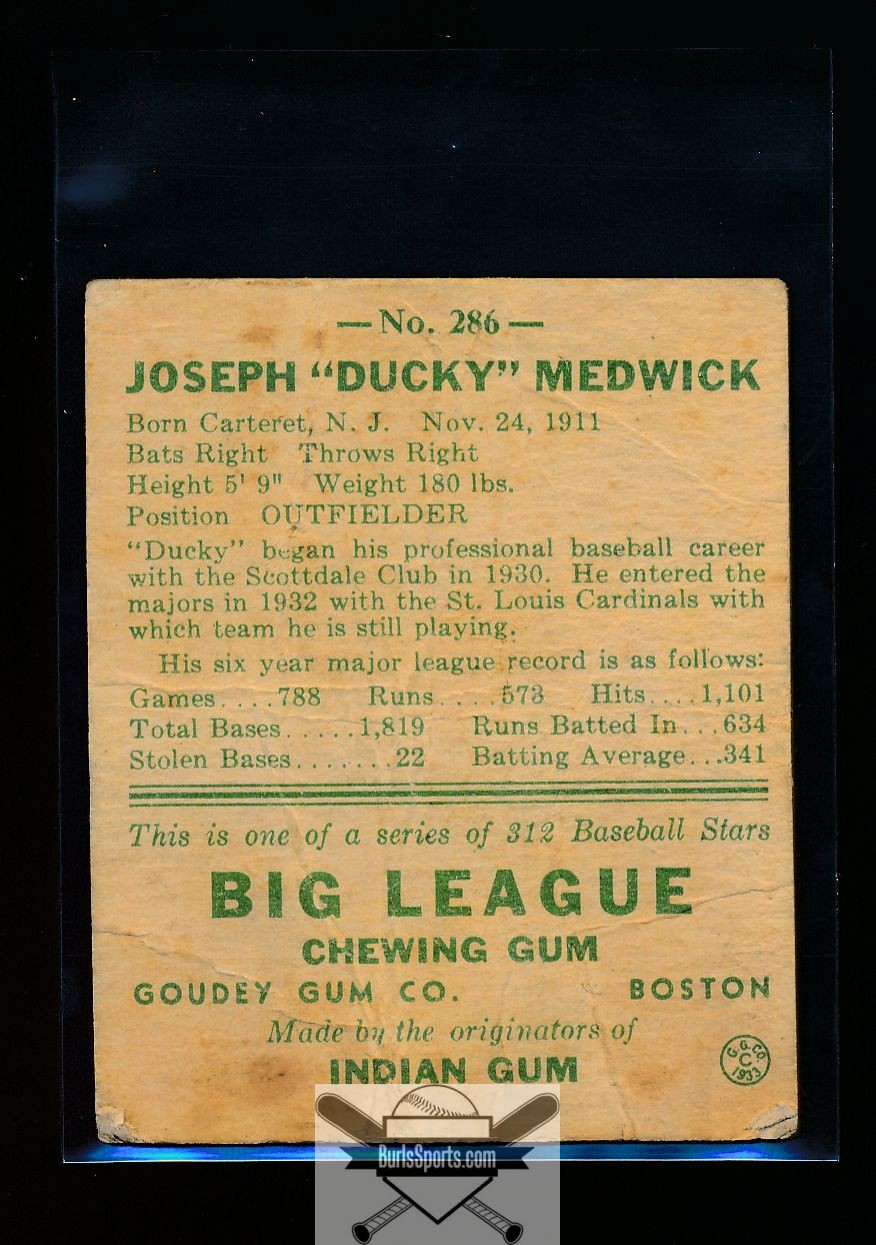 —No. 286—
JOSEPH “DUCKY” MEDWICK
Born Carteret, N. J. Nov. 24, 1911
Bats Right Throws Right
Height 5' 9" Weight 180 lbs.
Position OUTFIELDER
“Ducky” began his professional baseball career
with the Scottdale Club in 1930. He entered the
majors in 1932 with the St. Louis Cardinals with
which team he is still playing.
His six year major league record is as follows:
Games....788 Runs....573 Hits....1,101
Total Bases.....1,819 Runs Batted In...634
Stolen Bases.......22 Batting Average...341
This is one of a series of 312 Baseball Stars
BIG LEAGUE
CHEWING GUM
GOUDEY GUM CO. BOSTON
Made by the originators of
INDIAN GUM
G.G.CO.
C
1933
BurlsSports.com